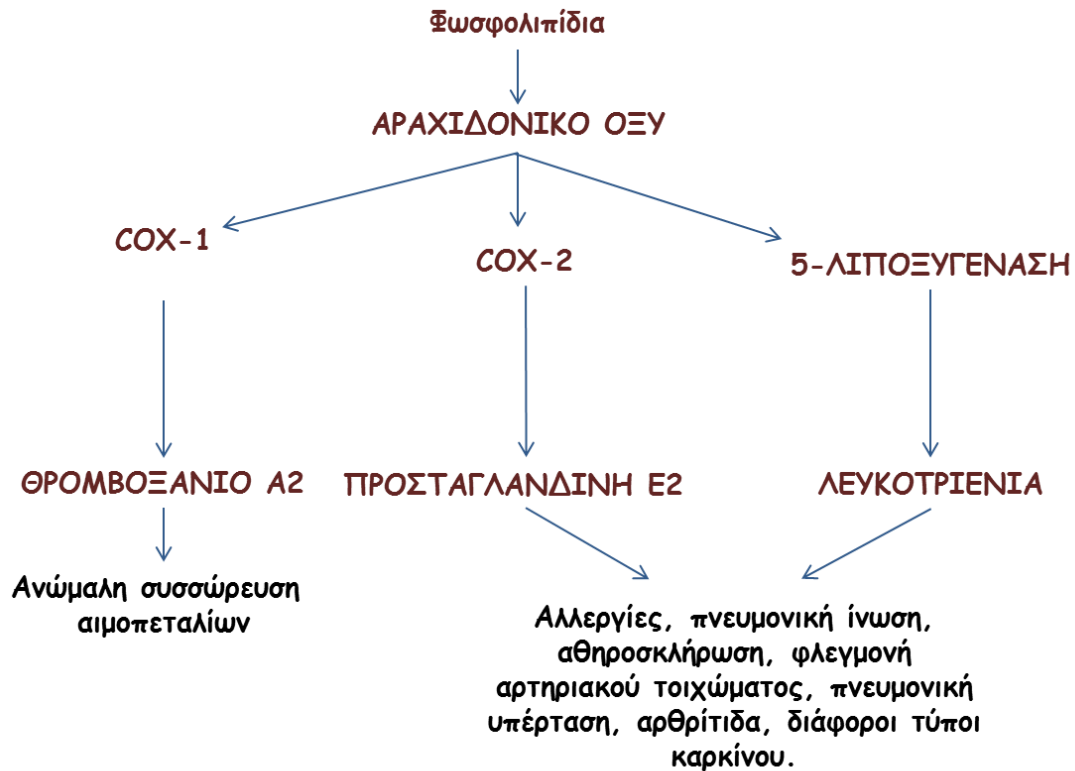 Φωσφολιπίδια
ΑΡΑΧΙΔΟΝΙΚΟ ΟΞΥ
COX-1
COX-2
5-ΛΙΠΟΞΥΓΕΝΑΣΗ
ΘΡΟΜΒΟΞΑΝΙΟ Α2
ΠΡΟΣΤΑΓΛΑΝΔΙΝΗ Ε2
ΛΕΥΚΟΤΡΙΕΝΙΑ
Ανώμαλη συσσώρευση
αιμοπεταλίων
Αλλεργίες, πνευμονική ίνωση,
αθηροσκλήρωση, φλεγμονή
αρτηριακού τοιχώματος, πνευμονική
υπέρταση, αρθρίτιδα, διάφοροι τύποι
καρκίνου.